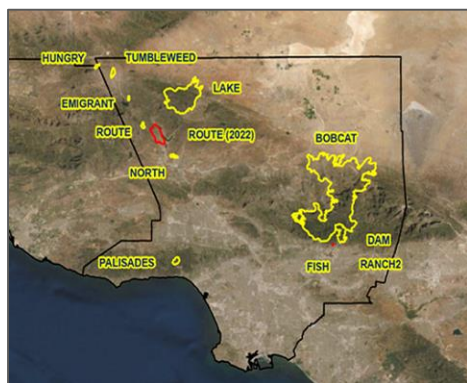 HUNGRY
TUMBLEWEED
EMIGRANT
LAKE
ROUTE
ROUTE (2022)
BOBCAT
NORTH
PALISADES
DAM
FISH
RANCH2